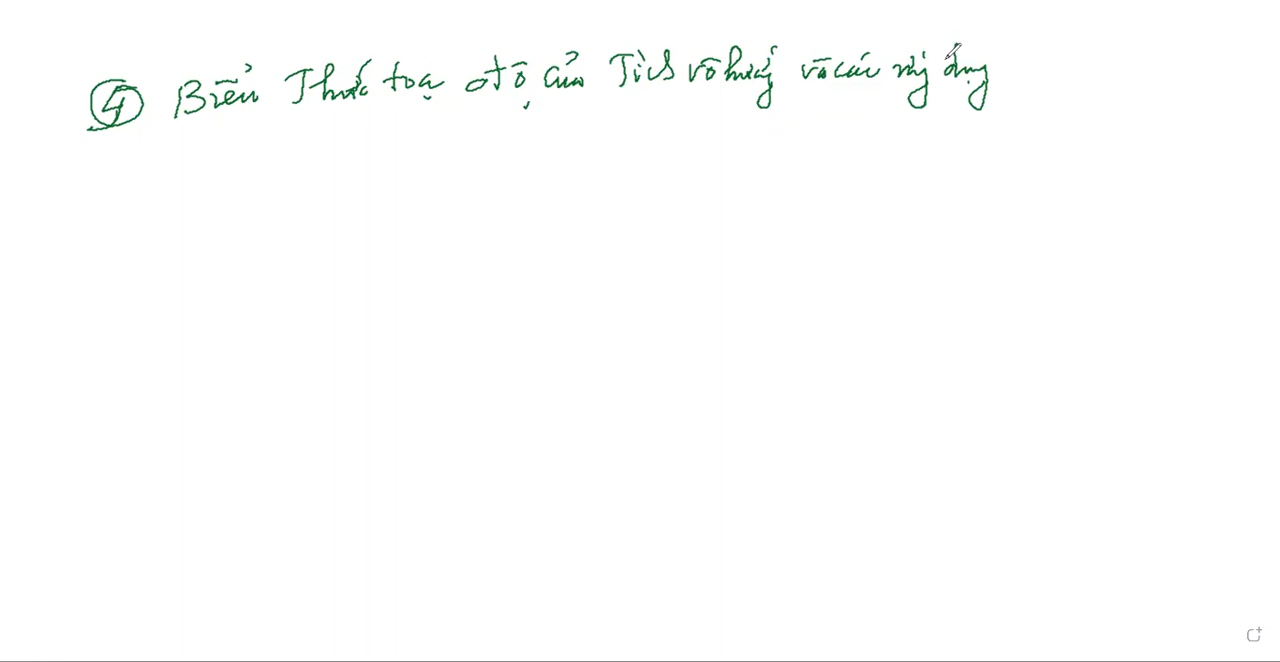 ④ Biểu Thức toạ độ của Tích vô hướng và các ứng dụng